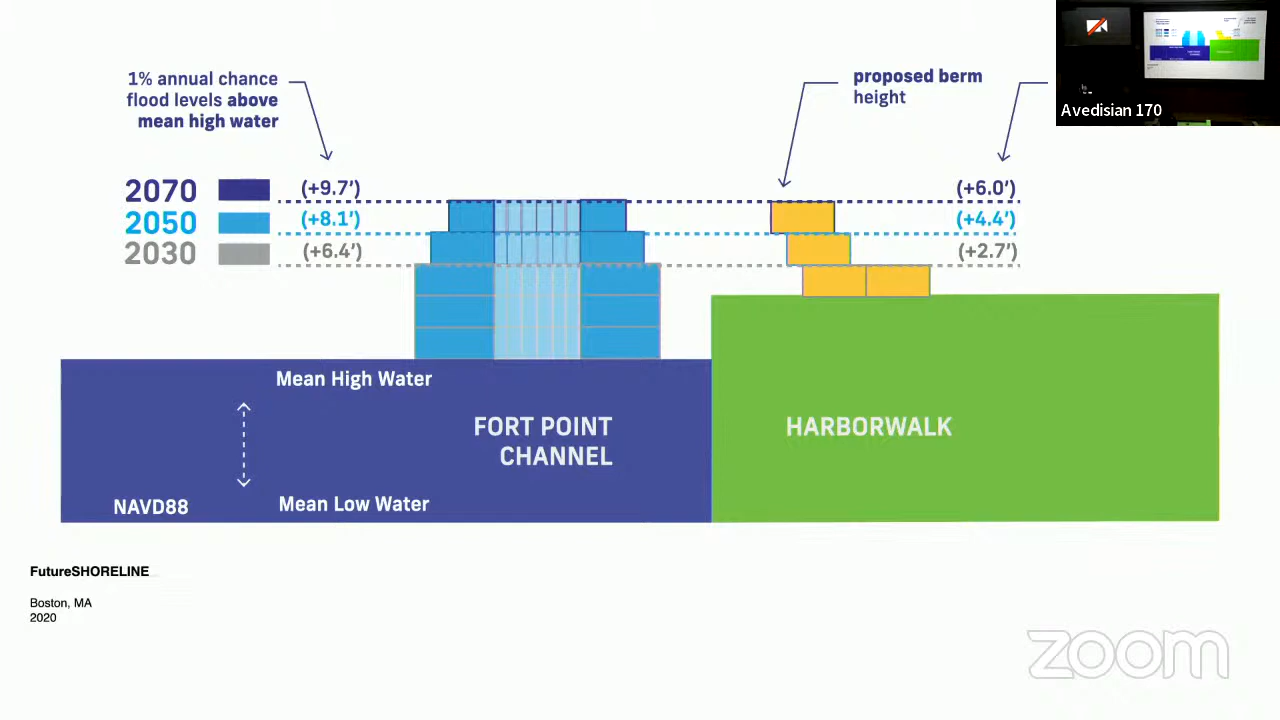 1% annual chance
flood levels above
mean high water
proposed berm
height
Avedisian 170
2070
(+9.7’)
(+6.0’)
2050
(+8.1’)
(+4.4’)
2030
(+6.4’)
(+2.7’)
Mean High Water
FORT POINT
CHANNEL
HARBORWALK
NAVD88
Mean Low Water
FutureSHORELINE
Boston, MA
2020
zoom